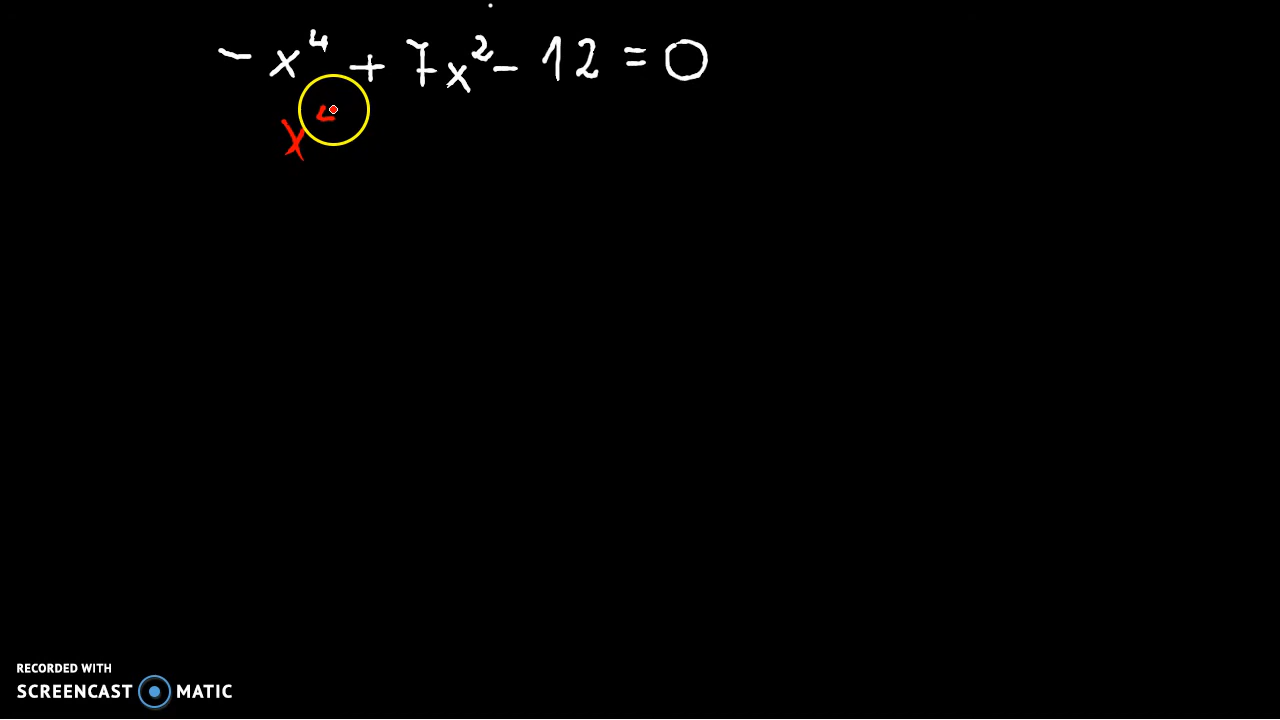 - x⁴ + 7x² - 12 = 0
x
RECORDED WITH
SCREENCAST MATIC